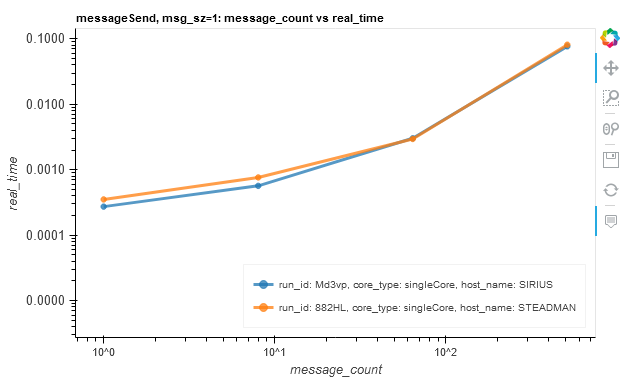 messageSend, msg_sz=1: message_count vs real_time
0.1000
0.0100
0.0010
0.0001
0.0000
real_time
run_id: Md3vp, core_type: singleCore, host_name: SIRIUS
run_id: 882HL, core_type: singleCore, host_name: STEADMAN
10^0
10^1
10^2
message_count